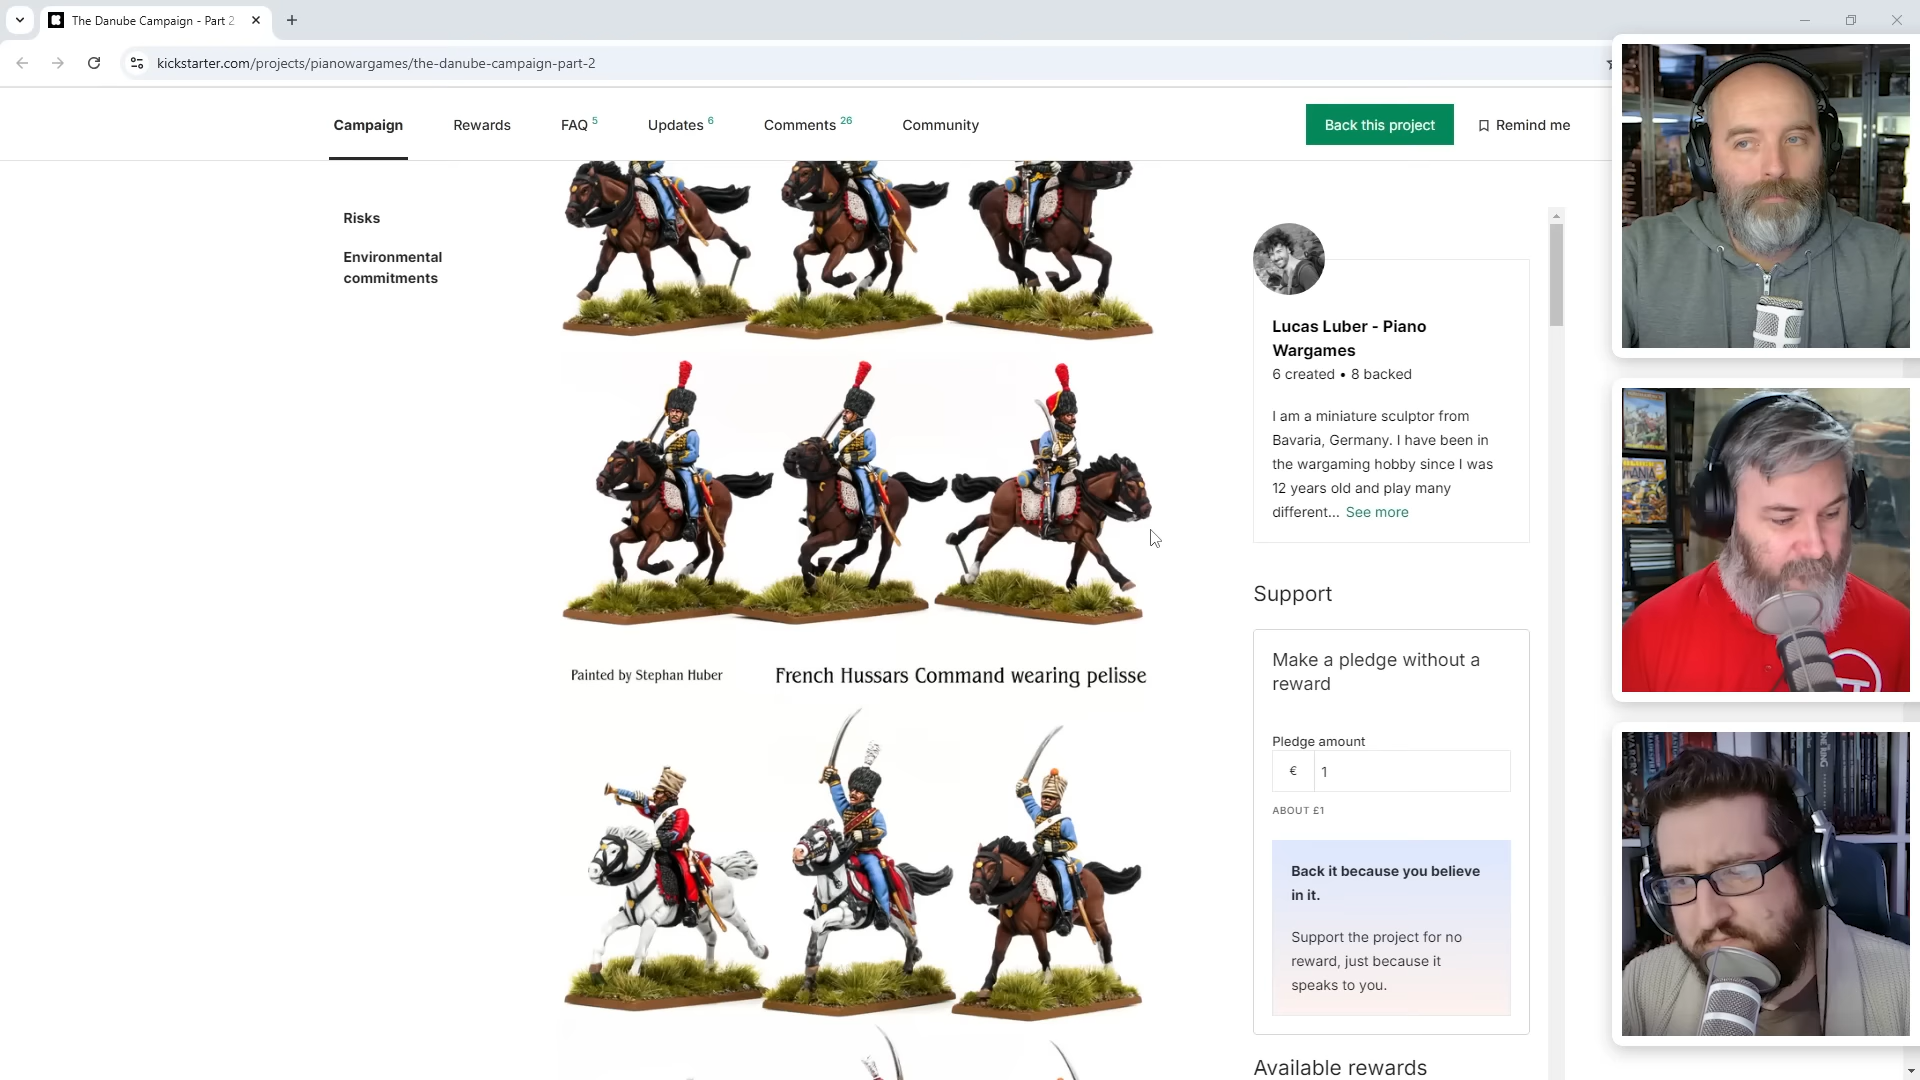 The Danube Campaign - Part 2
kickstarter.com/projects/pianowargames/the-danube-campaign-part-2
Campaign
Rewards
FAQ 5
Updates 6
Comments 26
Community
Back this project
Remind me
Risks
Environmental
commitments
Painted by Stephan Huber
French Hussars Command wearing pelisse
Lucas Luber - Piano
Wargames
6 created • 8 backed
I am a miniature sculptor from
Bavaria, Germany. I have been in
the wargaming hobby since I was
12 years old and play many
different... See more
Support
Make a pledge without a
reward
Pledge amount
€ 1
ABOUT £1
Back it because you believe
in it.
Support the project for no
reward, just because it
speaks to you.
Available rewards